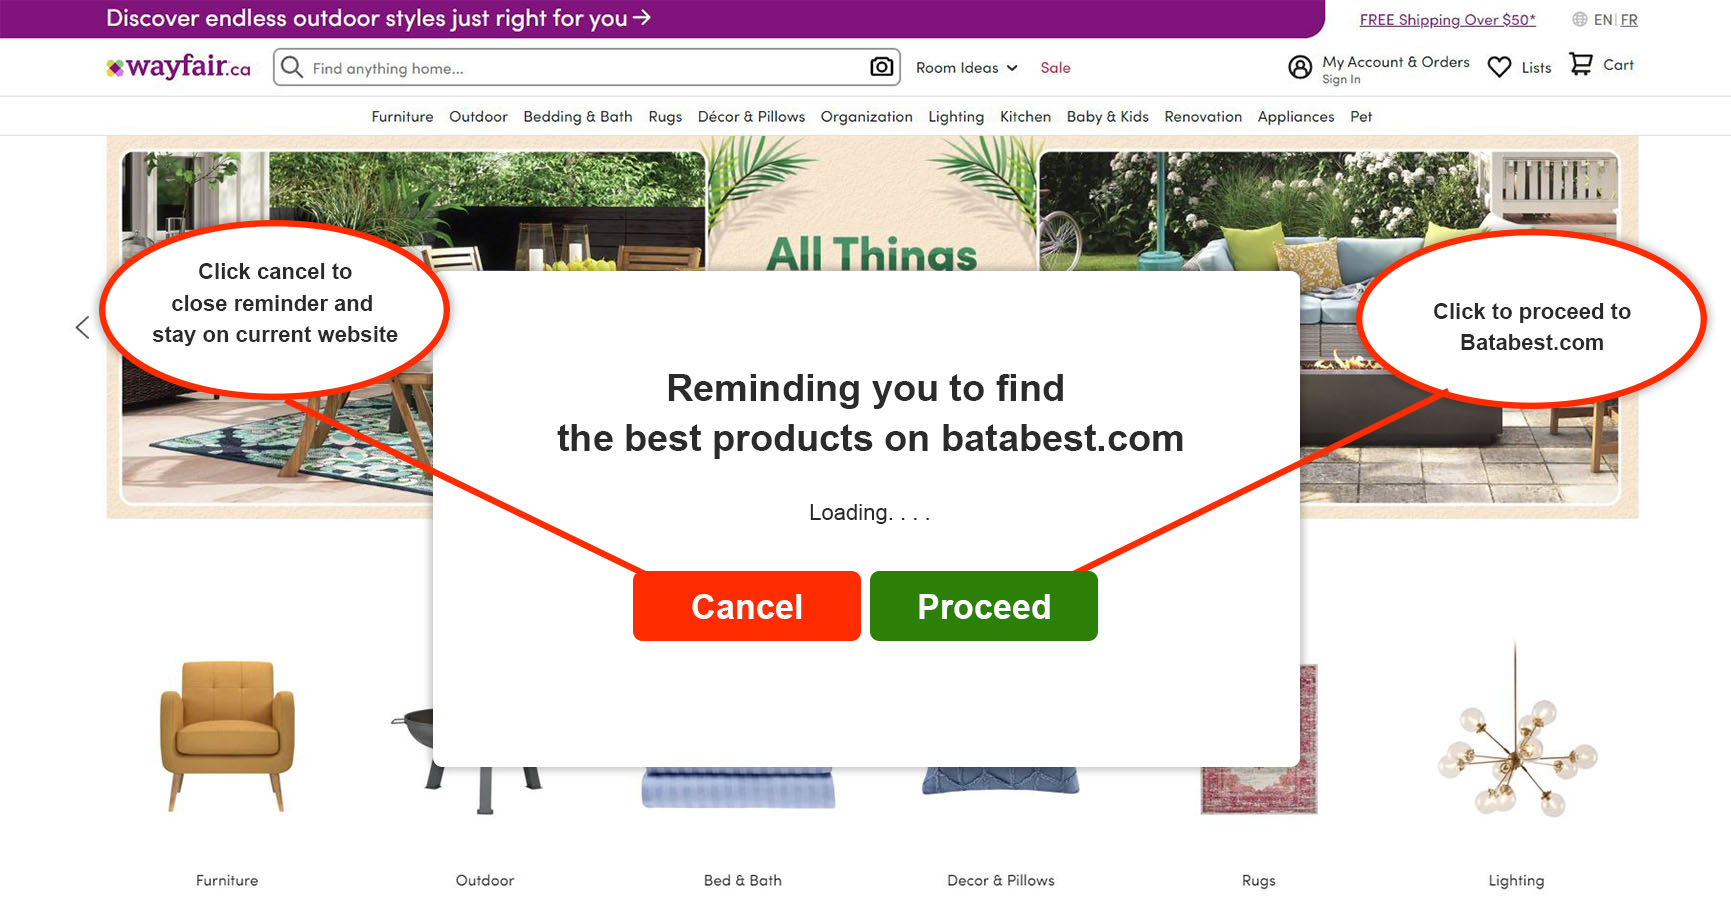 Discover endless outdoor styles just right for you →
FREE Shipping Over $50*
EN | FR
wayfair.ca
Find anything home...
Room Ideas
Sale
My Account & Orders
Sign In
Lists
Cart
Furniture Outdoor Bedding & Bath Rugs Décor & Pillows Organization Lighting Kitchen Baby & Kids Renovation Appliances Pet
All Things
Click cancel to
close reminder and
stay on current website
Click to proceed to
Batabest.com
Reminding you to find
the best products on batabest.com
Loading. . . .
Cancel
Proceed
Furniture
Outdoor
Bed & Bath
Decor & Pillows
Rugs
Lighting